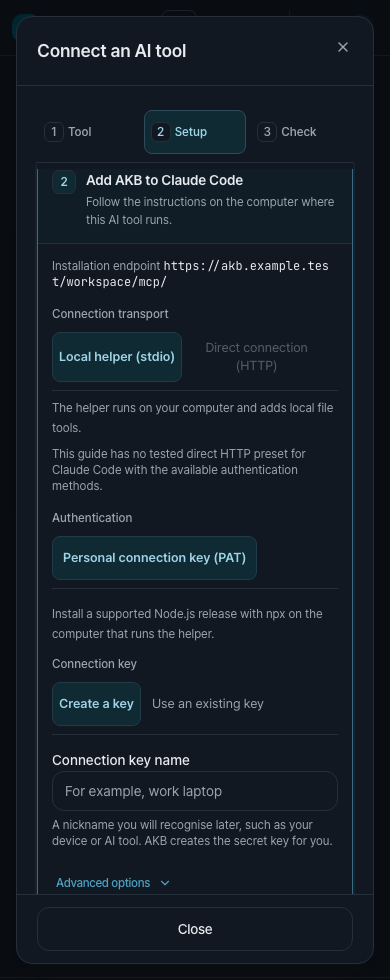 Connect an AI tool
1 Tool
2 Setup
3 Check
2
Add AKB to Claude Code
Follow the instructions on the computer where
this AI tool runs.
Installation endpoint https://akb.example.tes
t/workspace/mcp/
Connection transport
Local helper (stdio)
Direct connection
(HTTP)
The helper runs on your computer and adds local file
tools.
This guide has no tested direct HTTP preset for
Claude Code with the available authentication
methods.
Authentication
Personal connection key (PAT)
Install a supported Node.js release with npx on the
computer that runs the helper.
Connection key
Create a key
Use an existing key
Connection key name
For example, work laptop
A nickname you will recognise later, such as your
device or AI tool. AKB creates the secret key for you.
Advanced options
Close